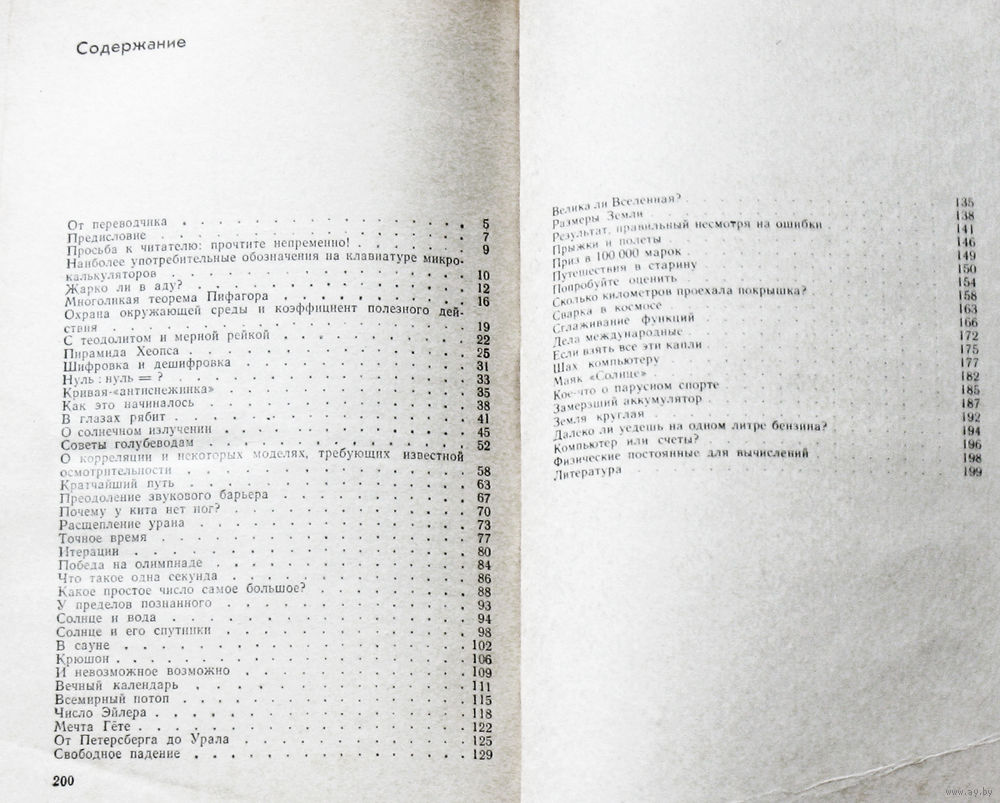 Содержание
От переводчика . . . . . . . . 5
Предисловие . . . . . . . . 7
Просьба к читателю: прочтите непременно! . . . . 9
Наиболее употребительные обозначения на клавиатуре микро-
калькуляторов . . . . . . . . 10
Жарко ли в аду? . . . . . . . . 12
Многоликая теорема Пифагора . . . . . . 16
Охрана окружающей среды и коэффициент полезного дей-
ствия . . . . . . . . 19
С теодолитом и мерной рейкой . . . . . . 22
Пирамида Хеопса . . . . . . . . 25
Шифровка и дешифровка . . . . . . . . 31
Нуль : нуль = ? . . . . . . . . 33
Кривая-«антиснежинка» . . . . . . . . 35
Как это начиналось . . . . . . . . 38
В глазах рябит . . . . . . . . 41
О солнечном излучении . . . . . . . . 45
Советы голубеводам . . . . . . . . 52
О корреляции и некоторых моделях, требующих известной
осмотрительности . . . . . . . . 58
Кратчайший путь . . . . . . . . 63
Преодоление звукового барьера . . . . . . 67
Почему у кита нет ног? . . . . . . . . 70
Расщепление урана . . . . . . . . 73
Точное время . . . . . . . . 77
Итерации . . . . . . . . 80
Победа на олимпиаде . . . . . . . . 84
Что такое одна секунда . . . . . . . . 86
Какое простое число самое большое? . . . . . . 88
У пределов познанного . . . . . . . . 93
Солнце и вода . . . . . . . . 94
Солнце и его спутники . . . . . . . . 98
В сауне . . . . . . . . 102
Крюшон . . . . . . . . 106
И невозможное возможно . . . . . . . . 109
Вечный календарь . . . . . . . . 111
Всемирный потоп . . . . . . . . 115
Число Эйлера . . . . . . . . 118
Мечта Гёте . . . . . . . . 122
От Петерсберга до Урала . . . . . . . . 125
Свободное падение . . . . . . . . 129
200
Велика ли Вселенная? . . . . . . . . 135
Размеры Земли . . . . . . . . 138
Результат, правильный несмотря на ошибки . . . . 141
Прыжки и полеты . . . . . . . . 146
Приз в 100 000 марок . . . . . . . . 149
Путешествия в старину . . . . . . . . 150
Попробуйте оценить . . . . . . . . 154
Сколько километров проехала покрышка? . . . . 158
Сварка в космосе . . . . . . . . 163
Сглаживание функций . . . . . . . . 166
Дела международные . . . . . . . . 172
Если взять все эти капли . . . . . . . . 175
Шах компьютеру . . . . . . . . 177
Маяк «Солнце» . . . . . . . . 182
Кое-что о парусном спорте . . . . . . . . 185
Замерзший аккумулятор . . . . . . . . 187
Земля круглая . . . . . . . . 192
Далеко ли уедешь на одном литре бензина? . . . . 194
Компьютер или счеты? . . . . . . . . 196
Физические постоянные для вычислений . . . . 198
Литература . . . . . . . . 199
www.ay.by